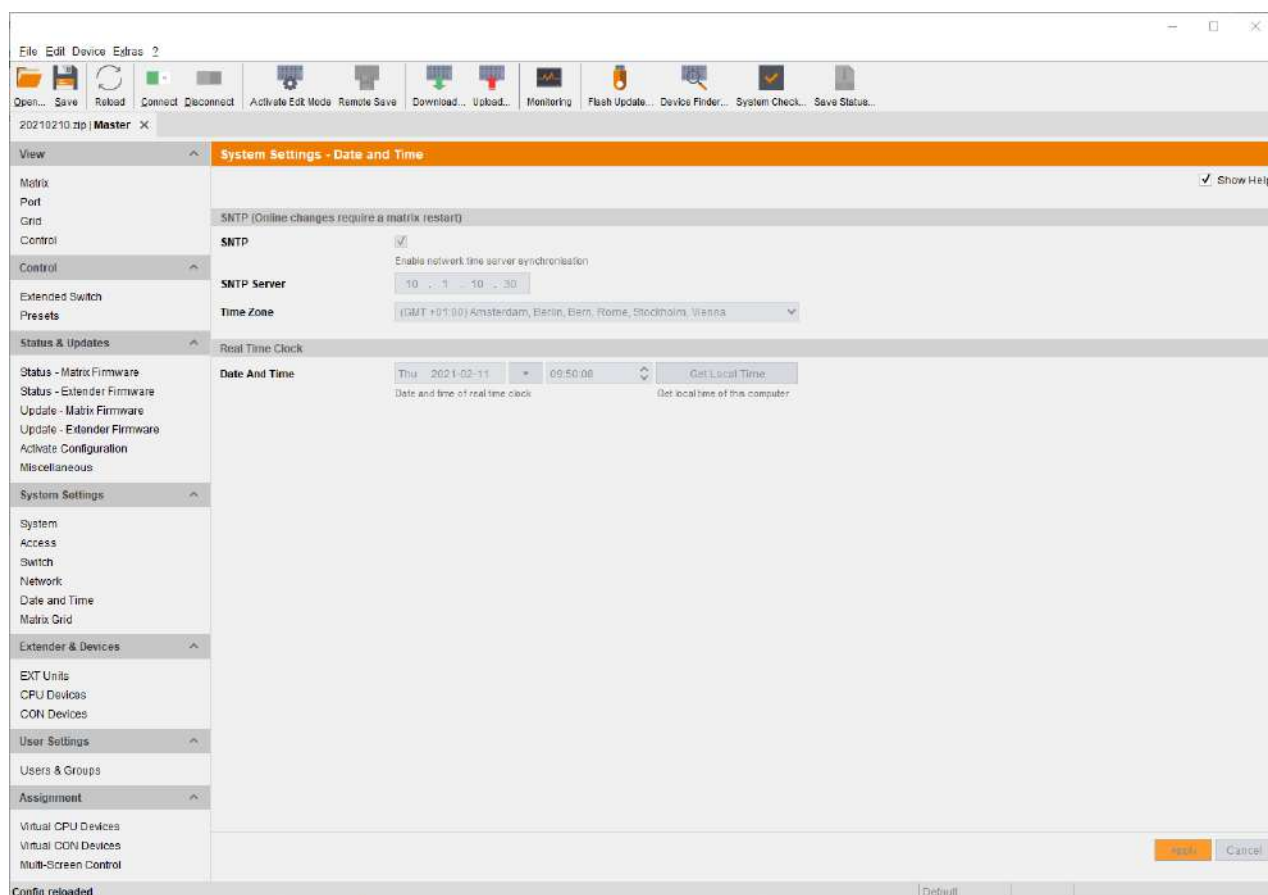 File Edit Device Extras ?
Open... Save Reload Connect Disconnect Activate Edit Mode Remote Save Download... Upload... Monitoring Flash Update... Device Finder... System Check... Save Status...
20210210.zip | Master
View
System Settings - Date and Time
Show Help
Matrix
Port
Grid
Control
Control
Extended Switch
Presets
Status & Updates
Status - Matrix Firmware
Status - Extender Firmware
Update - Matrix Firmware
Update - Extender Firmware
Activate Configuration
Miscellaneous
System Settings
System
Access
Switch
Network
Date and Time
Matrix Grid
Extender & Devices
EXT Units
CPU Devices
CON Devices
User Settings
Users & Groups
Assignment
Virtual CPU Devices
Virtual CON Devices
Multi-Screen Control
SNTP (Online changes require a matrix restart)
SNTP
Enable network time server synchronisation
SNTP Server 10 . 1 . 10 . 30
Time Zone (GMT +01:00) Amsterdam, Berlin, Bern, Rome, Stockholm, Vienna
Real Time Clock
Date And Time Thu 2021-02-11 09:50:08 Get Local Time
Date and time of real time clock Get local time of this computer
Apply Cancel
Config reloaded Default